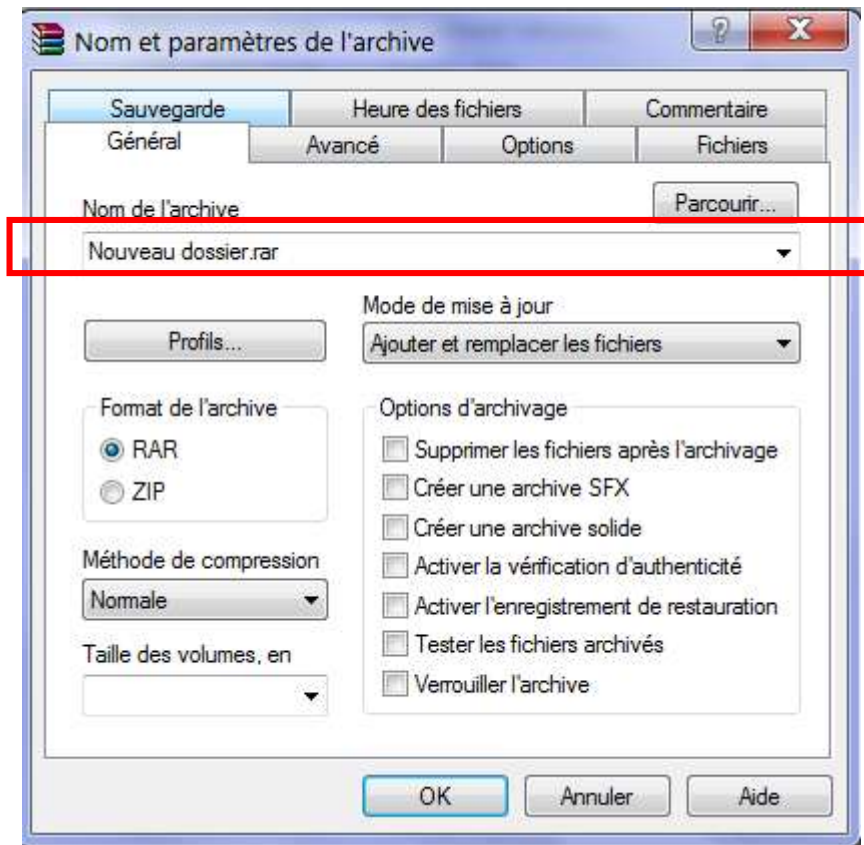 Nom et paramètres de l'archive
Sauvegarde Heure des fichiers Commentaire
Général Avancé Options Fichiers
Nom de l'archive Parcourir...
Nouveau dossier.rar
Mode de mise à jour
Profils... Ajouter et remplacer les fichiers
Format de l'archive Options d'archivage
RAR Supprimer les fichiers après l'archivage
ZIP Créer une archive SFX
Créer une archive solide
Méthode de compression Activer la vérification d'authenticité
Normale Activer l'enregistrement de restauration
Taille des volumes, en Tester les fichiers archivés
Verrouiller l'archive
OK Annuler Aide